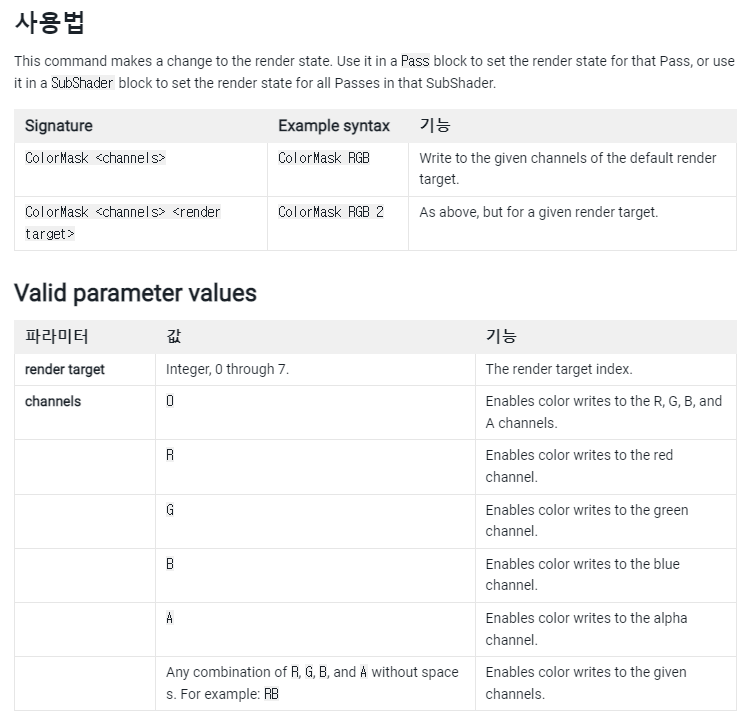 사용법
This command makes a change to the render state. Use it in a Pass block to set the render state for that Pass, or use
it in a SubShader block to set the render state for all Passes in that SubShader.
Signature Example syntax 기능
ColorMask <channels> ColorMask RGB Write to the given channels of the default render
target.
ColorMask <channels> <render ColorMask RGB 2 As above, but for a given render target.
target>
Valid parameter values
파라미터 값 기능
render target Integer, 0 through 7. The render target index.
channels 0 Enables color writes to the R, G, B, and
A channels.
R Enables color writes to the red
channel.
G Enables color writes to the green
channel.
B Enables color writes to the blue
channel.
A Enables color writes to the alpha
channel.
Any combination of R, G, B, and A without space Enables color writes to the given
s. For example: RB channels.